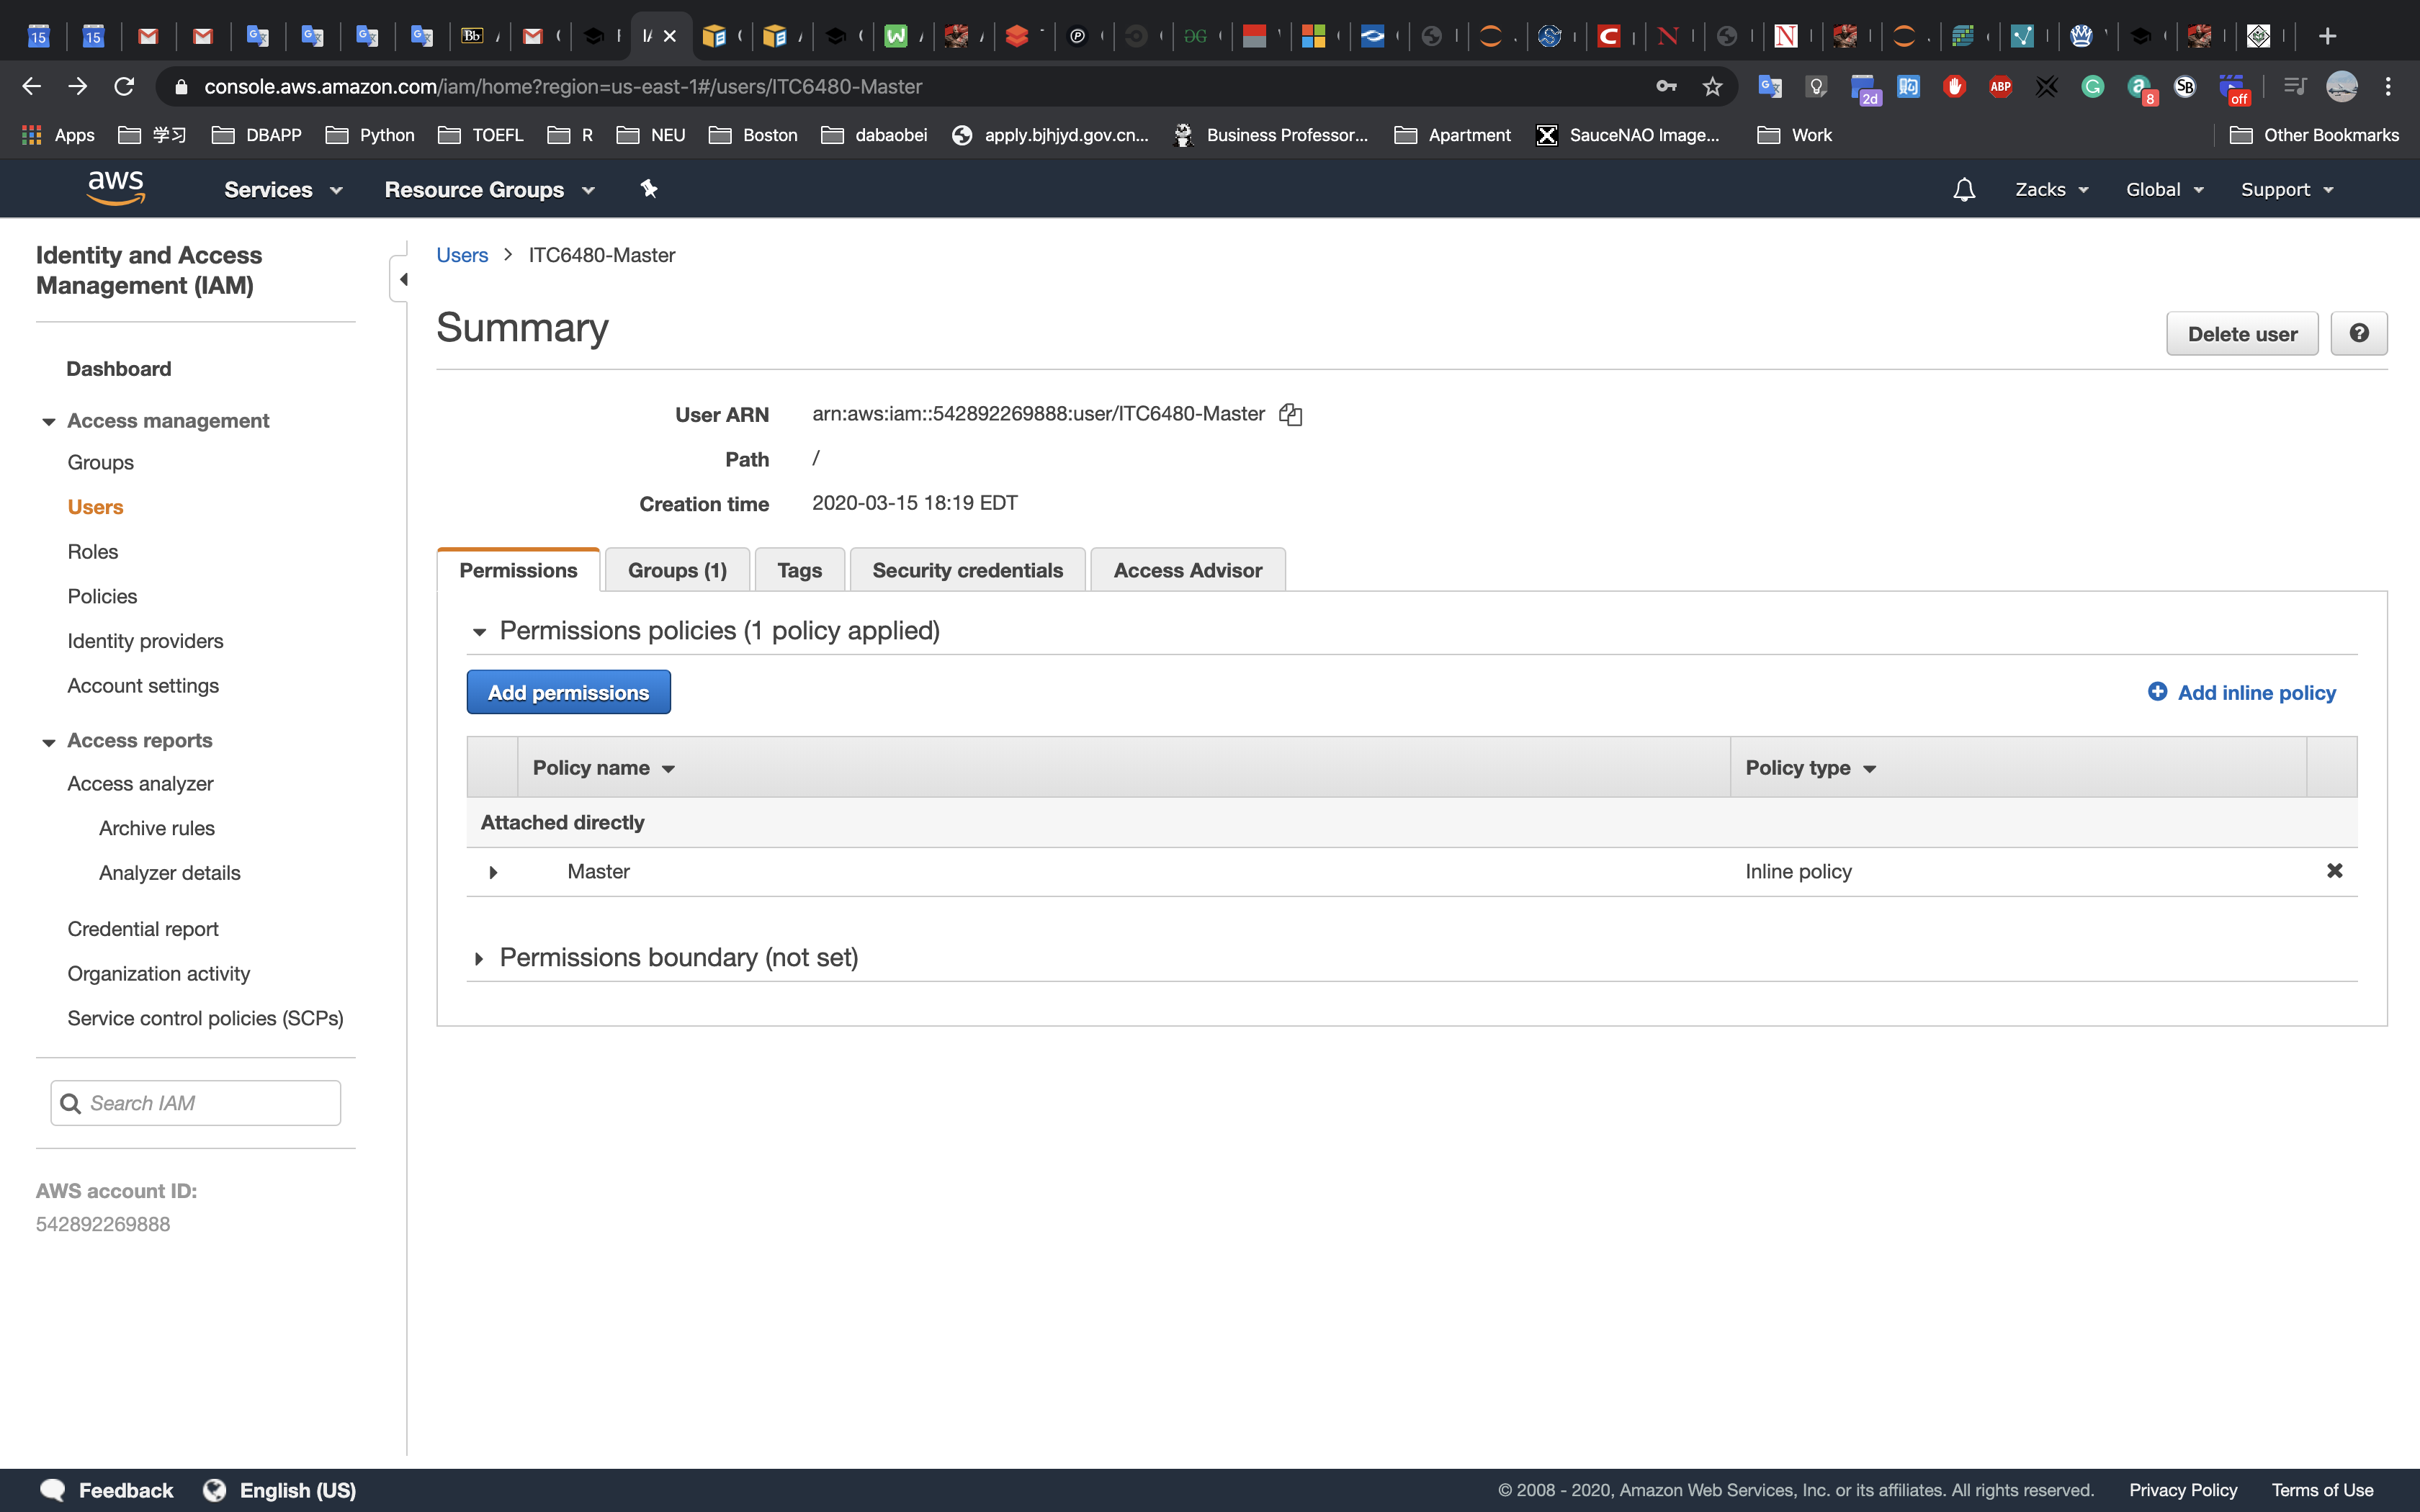 15
15
Bb
console.aws.amazon.com/iam/home?region=us-east-1#/users/ITC6480-Master
2d
ABP
8
SB
off
Apps
学习
DBAPP
Python
TOEFL
R
NEU
Boston
dabaobei
apply.bjhjyd.gov.cn...
Business Professor...
Apartment
SauceNAO Image...
Work
Other Bookmarks
aws
Services
Resource Groups
Zacks
Global
Support
Identity and Access
Management (IAM)
Dashboard
Access management
Groups
Users
Roles
Policies
Identity providers
Account settings
Access reports
Access analyzer
Archive rules
Analyzer details
Credential report
Organization activity
Service control policies (SCPs)
Search IAM
AWS account ID:
542892269888
Users > ITC6480-Master
Summary
Delete user
User ARN arn:aws:iam::542892269888:user/ITC6480-Master
Path /
Creation time 2020-03-15 18:19 EDT
Permissions
Groups (1)
Tags
Security credentials
Access Advisor
Permissions policies (1 policy applied)
Add permissions
Add inline policy
Policy name
Policy type
Attached directly
Master
Inline policy
Permissions boundary (not set)
Feedback
English (US)
© 2008 - 2020, Amazon Web Services, Inc. or its affiliates. All rights reserved.
Privacy Policy
Terms of Use